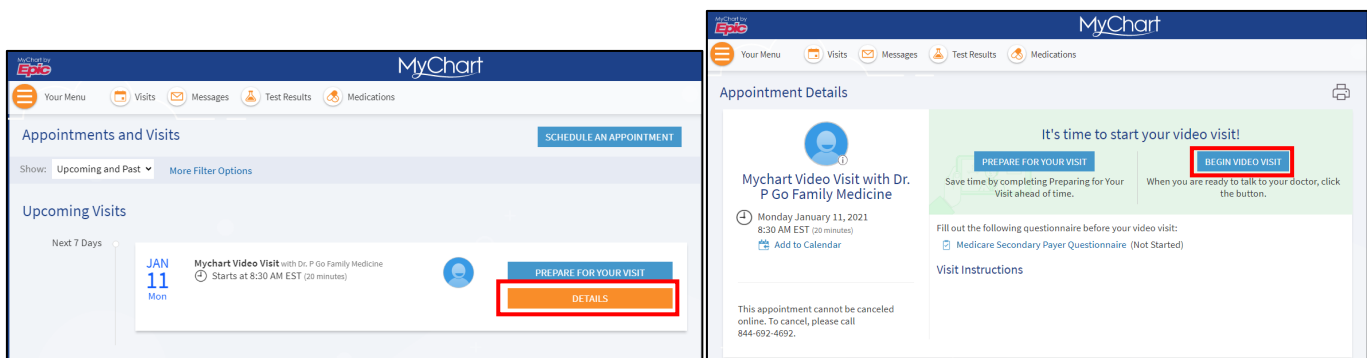 MyChart by
Epic
MyChart
Your Menu
Visits
Messages
Test Results
Medications
Appointments and Visits
SCHEDULE AN APPOINTMENT
Show: Upcoming and Past
More Filter Options
Upcoming Visits
Next 7 Days
JAN
11
Mon
Mychart Video Visit with Dr. P Go Family Medicine
Starts at 8:30 AM EST (20 minutes)
PREPARE FOR YOUR VISIT
DETAILS
MyChart by
Epic
MyChart
Your Menu
Visits
Messages
Test Results
Medications
Appointment Details
Mychart Video Visit with Dr.
P Go Family Medicine
Monday January 11, 2021
8:30 AM EST (20 minutes)
Add to Calendar
This appointment cannot be canceled
online. To cancel, please call
844-692-4692.
It's time to start your video visit!
PREPARE FOR YOUR VISIT
Save time by completing Preparing for Your
Visit ahead of time.
BEGIN VIDEO VISIT
When you are ready to talk to your doctor, click
the button.
Fill out the following questionnaire before your video visit:
Medicare Secondary Payer Questionnaire (Not Started)
Visit Instructions